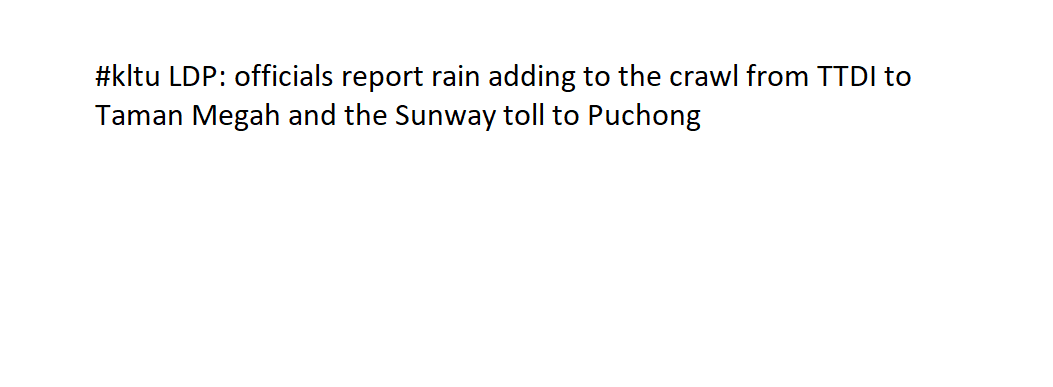 #kltu LDP: officials report rain adding to the crawl from TTDI to
Taman Megah and the Sunway toll to Puchong